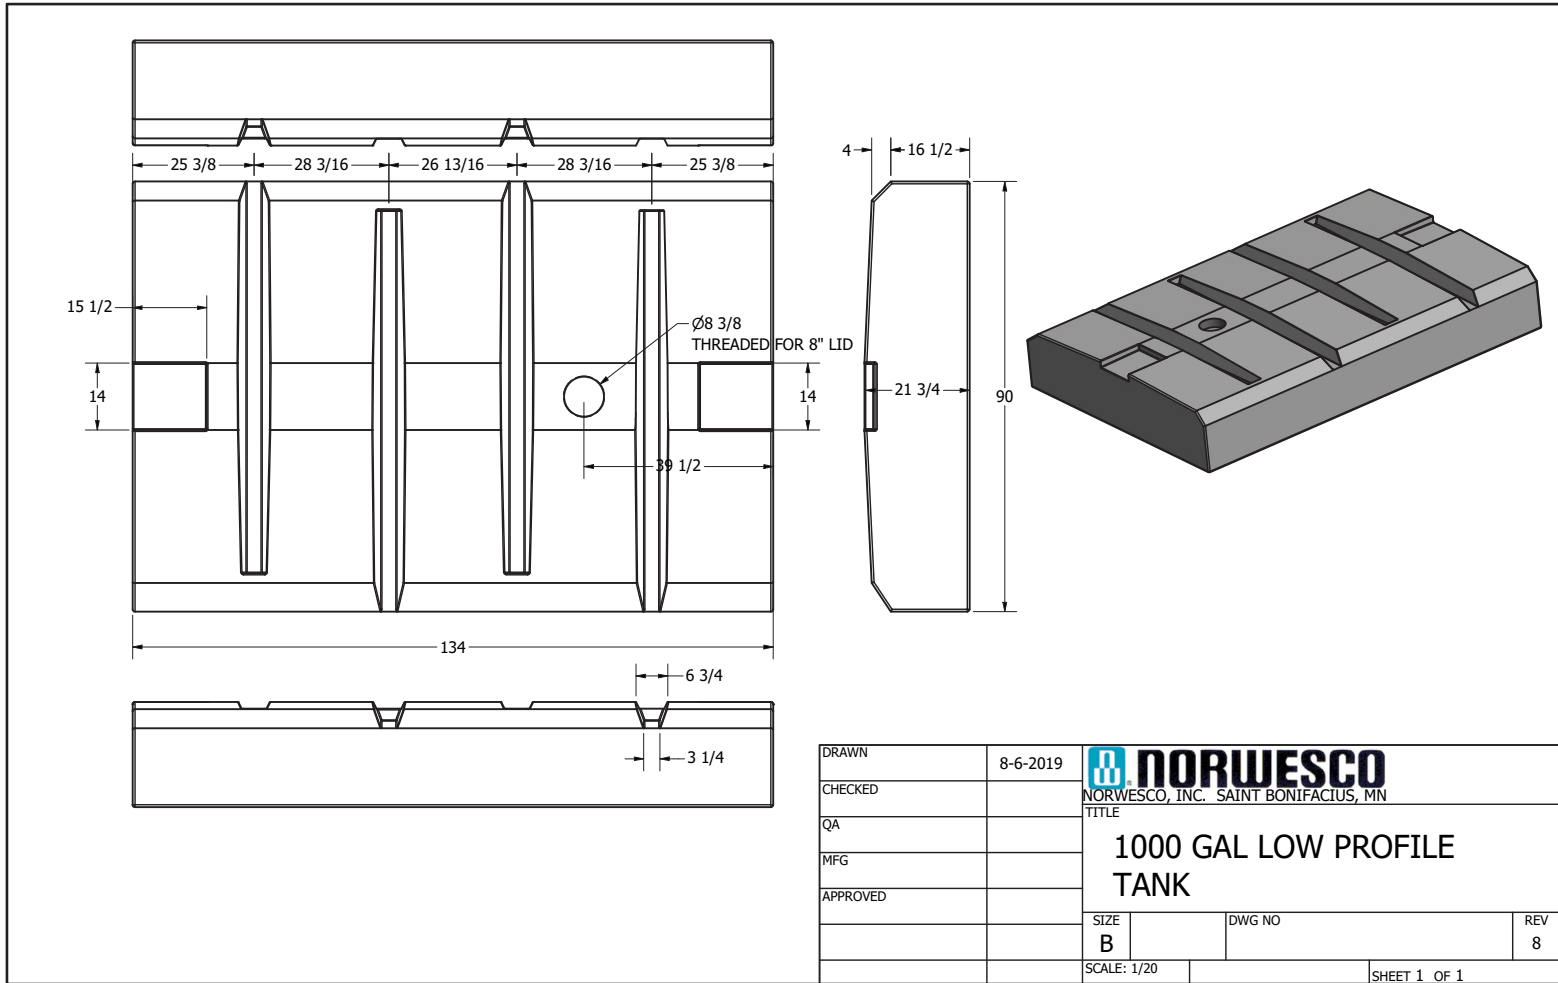 25 3/8
28 3/16
26 13/16
28 3/16
25 3/8
4
16 1/2
15 1/2
Ø8 3/8
THREADED FOR 8" LID
14
14
21 3/4
90
39 1/2
134
6 3/4
3 1/4
DRAWN
8-6-2019
CHECKED
QA
MFG
APPROVED
NORWESCO
NORWESCO, INC. SAINT BONIFACIUS, MN
TITLE
1000 GAL LOW PROFILE
TANK
SIZE
B
DWG NO
REV
8
SCALE: 1/20
SHEET 1 OF 1